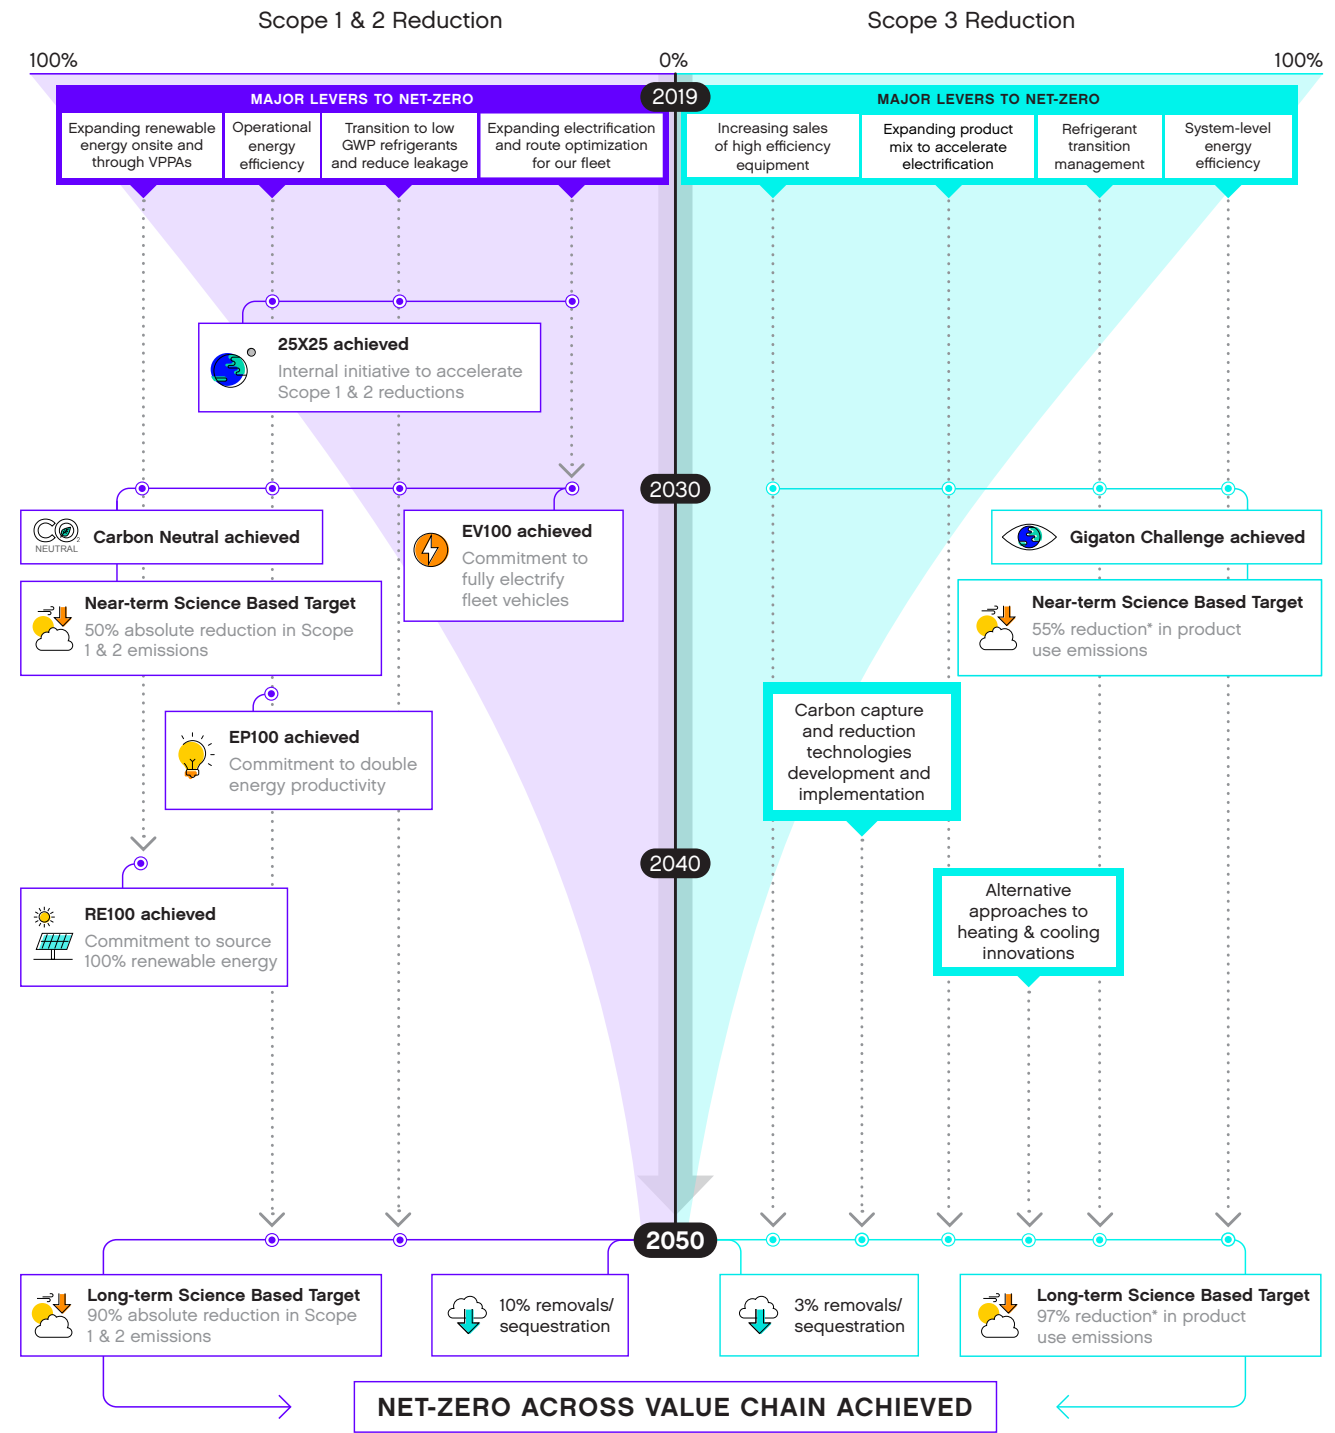 Scope 1 & 2 Reduction
Scope 3 Reduction
100%
0%
100%
2019
MAJOR LEVERS TO NET-ZERO
Expanding renewable
energy onsite and
through VPPAs
Operational
energy
efficiency
Transition to low
GWP refrigerants
and reduce leakage
Expanding electrification
and route optimization
for our fleet
MAJOR LEVERS TO NET-ZERO
Increasing sales
of high efficiency
equipment
Expanding product
mix to accelerate
electrification
Refrigerant
transition
management
System-level
energy
efficiency
25X25 achieved
Internal initiative to accelerate
Scope 1 & 2 reductions
2030
CO2
NEUTRAL
Carbon Neutral achieved
EV100 achieved
Commitment to
fully electrify
fleet vehicles
Gigaton Challenge achieved
Near-term Science Based Target
50% absolute reduction in Scope
1 & 2 emissions
Near-term Science Based Target
55% reduction* in product
use emissions
EP100 achieved
Commitment to double
energy productivity
Carbon capture
and reduction
technologies
development and
implementation
2040
RE100 achieved
Commitment to source
100% renewable energy
Alternative
approaches to
heating & cooling
innovations
2050
Long-term Science Based Target
90% absolute reduction in Scope
1 & 2 emissions
10% removals/
sequestration
3% removals/
sequestration
Long-term Science Based Target
97% reduction* in product
use emissions
NET-ZERO ACROSS VALUE CHAIN ACHIEVED